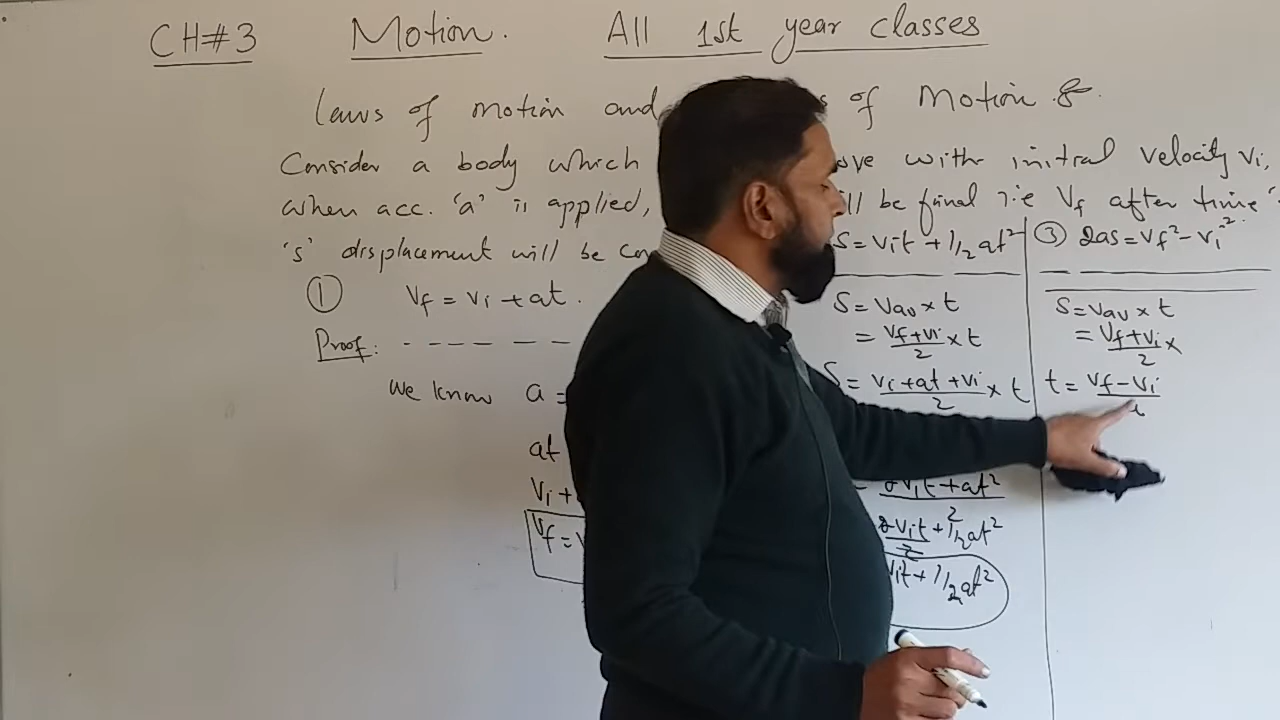 CH#3 Motion. All 1st year classes
Laws of motion and s of Motion :-
Consider a body which ove with initial velocity Vi,
when acc. 'a' is applied, ill be final i.e Vf after time
's' displacement will be co
① Vf = Vi + at.
Proof: - - - - - -
We know a =
at
Vi +
Vf =
S = Vit + 1/2 at²
S = Vav × t
= Vf+Vi/2 × t
S = Vi+at+Vi/2 × t
2Vit + at²/2
2Vit/2 + 1/2at²
Vit + 1/2at²
③ 2as = Vf² - Vi²
S = Vav × t
= Vf+Vi/2 ×
t = Vf-Vi